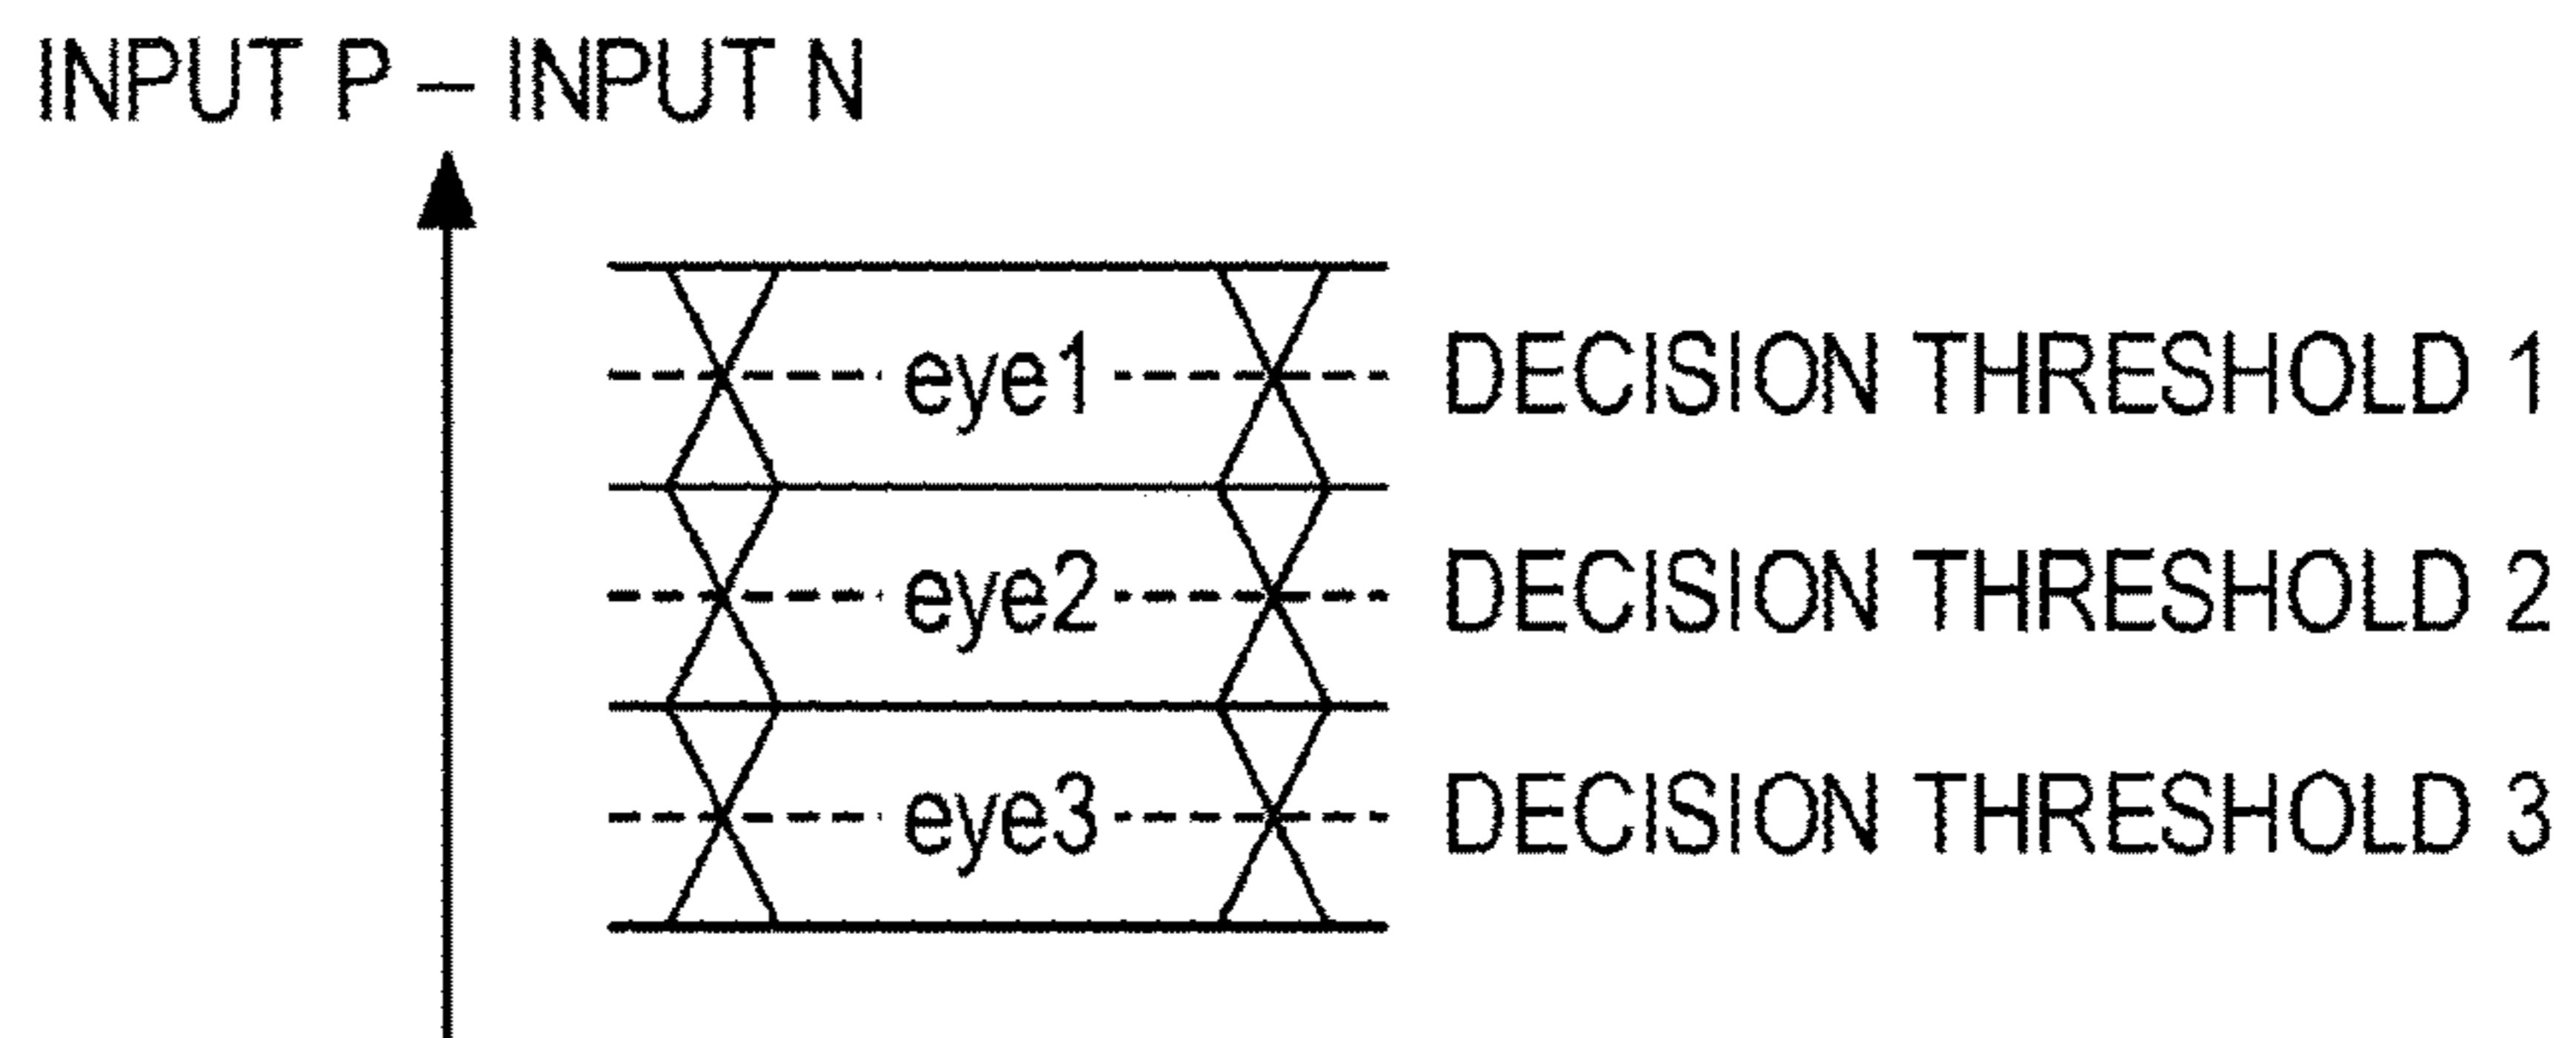 INPUT P – INPUT N
eye1 DECISION THRESHOLD 1
eye2 DECISION THRESHOLD 2
eye3 DECISION THRESHOLD 3